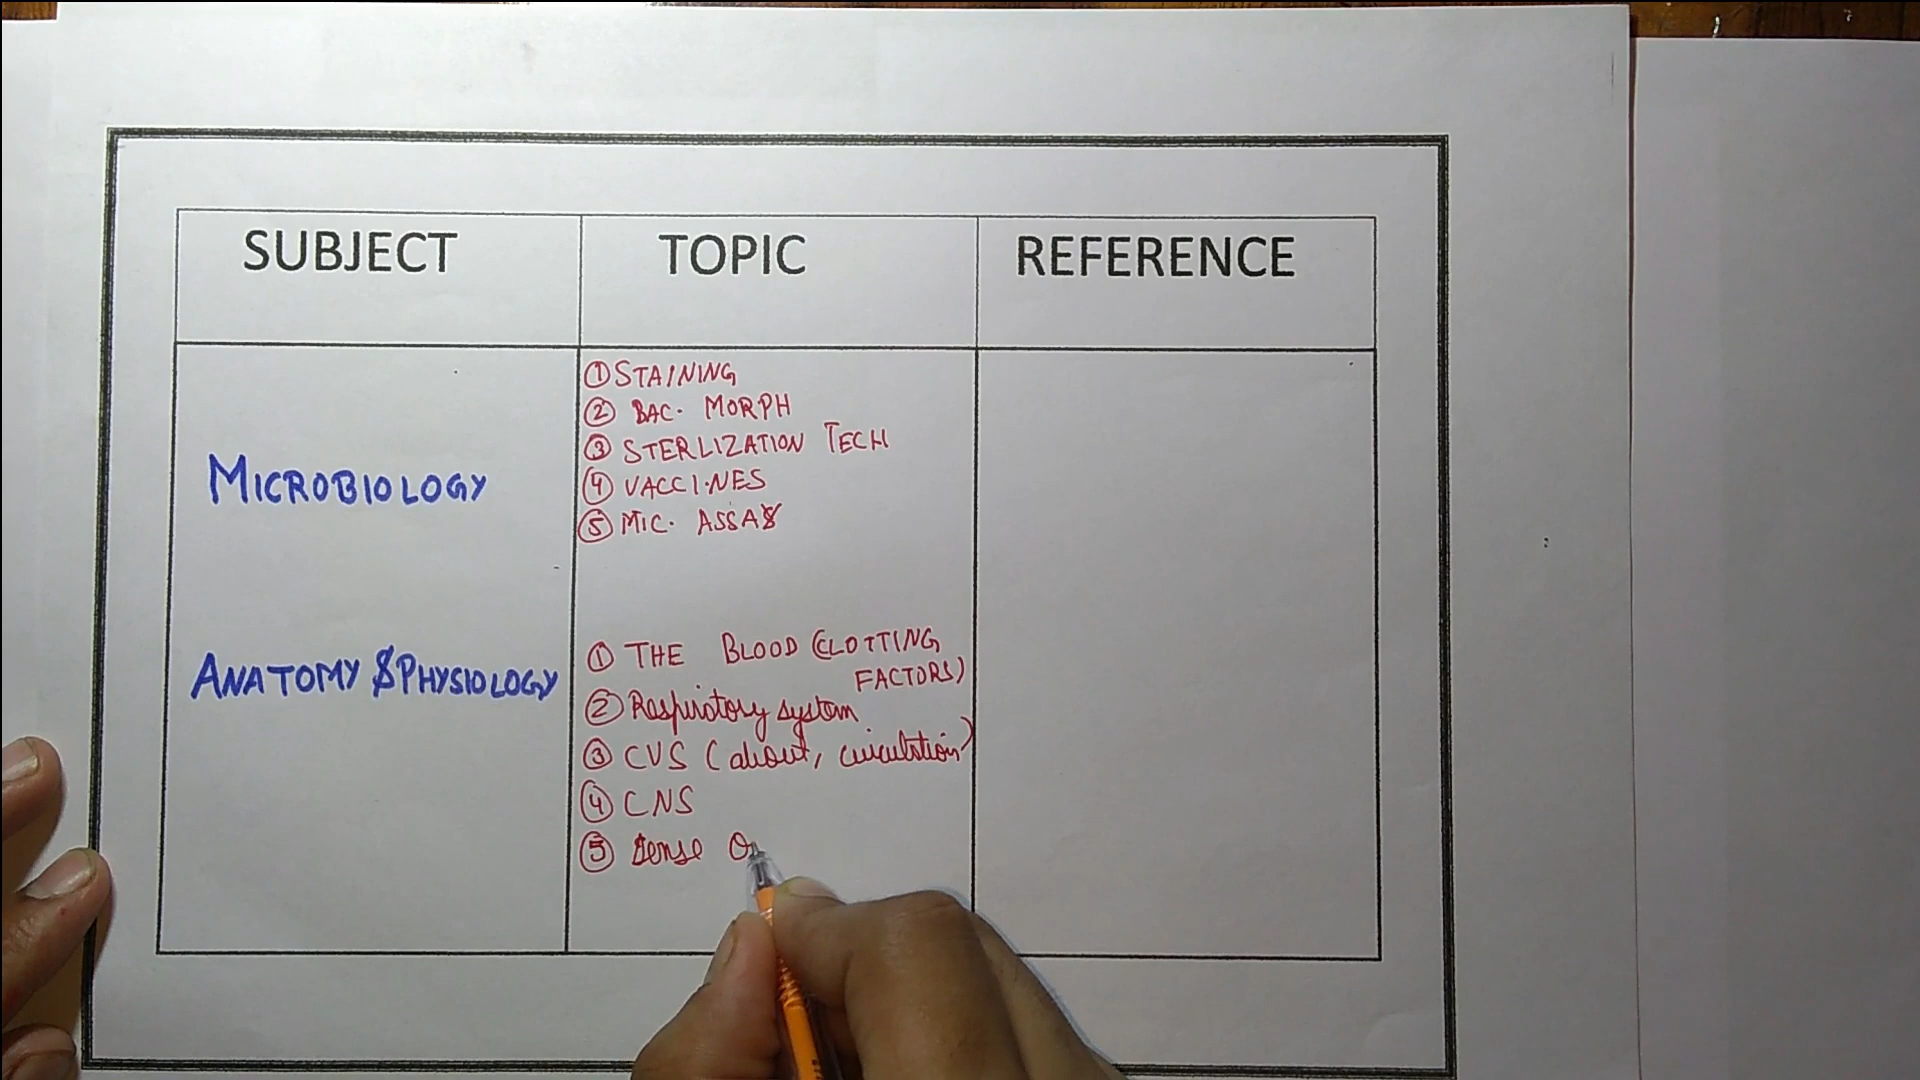 SUBJECT TOPIC REFERENCE
MICROBIOLOGY
① STAINING
② BAC. MORPH
③ STERLIZATION TECH
④ VACCINES
⑤ MIC. ASSAY
ANATOMY & PHYSIOLOGY
① THE BLOOD (CLOTTING
FACTORS)
② Respiratory system
③ CVS (about, circulation)
④ CNS
⑤ Sense O